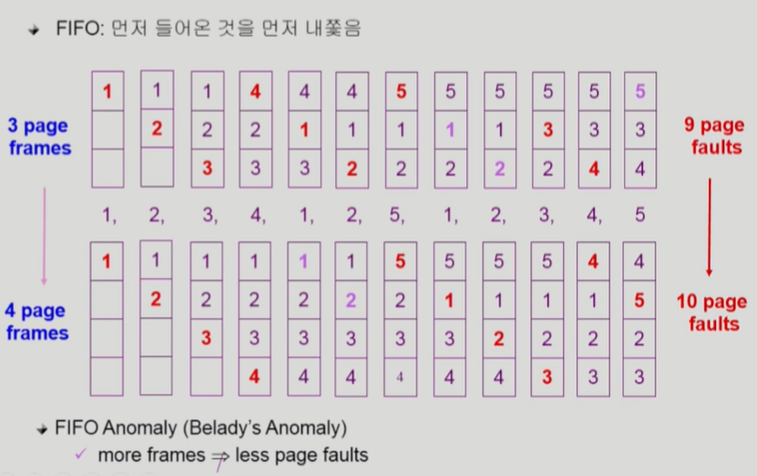 FIFO: 먼저 들어온 것을 먼저 내쫓음
1 1 1 4 4 4 5 5 5 5 5 5
3 page frames
2 2 2 1 1 1 1 1 3 3 3
9 page faults
3 3 3 2 2 2 2 2 4 4
1, 2, 3, 4, 1, 2, 5, 1, 2, 3, 4, 5
1 1 1 1 1 1 5 5 5 5 4 4
2 2 2 2 2 2 1 1 1 1 5
4 page frames
10 page faults
3 3 3 3 3 3 2 2 2 2
4 4 4 4 4 4 3 3 3
FIFO Anomaly (Belady's Anomaly)
✓ more frames ⇏ less page faults